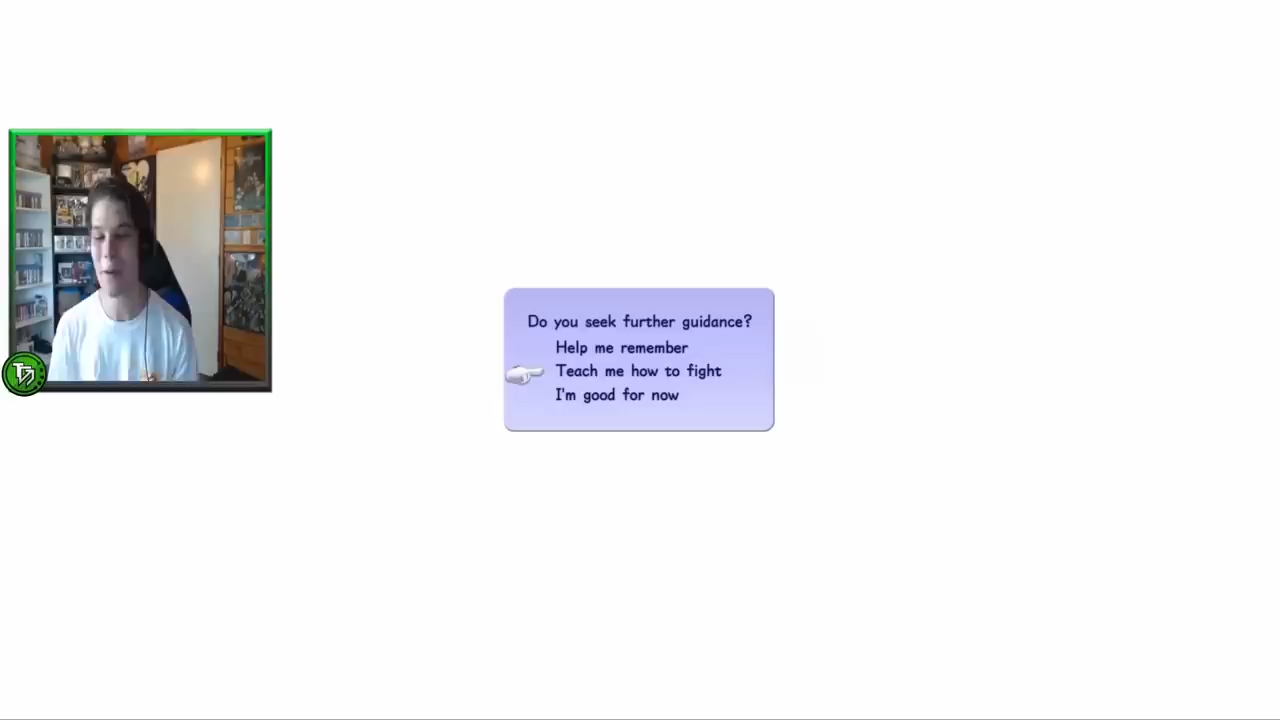 Do you seek further guidance?
Help me remember
Teach me how to fight
I'm good for now